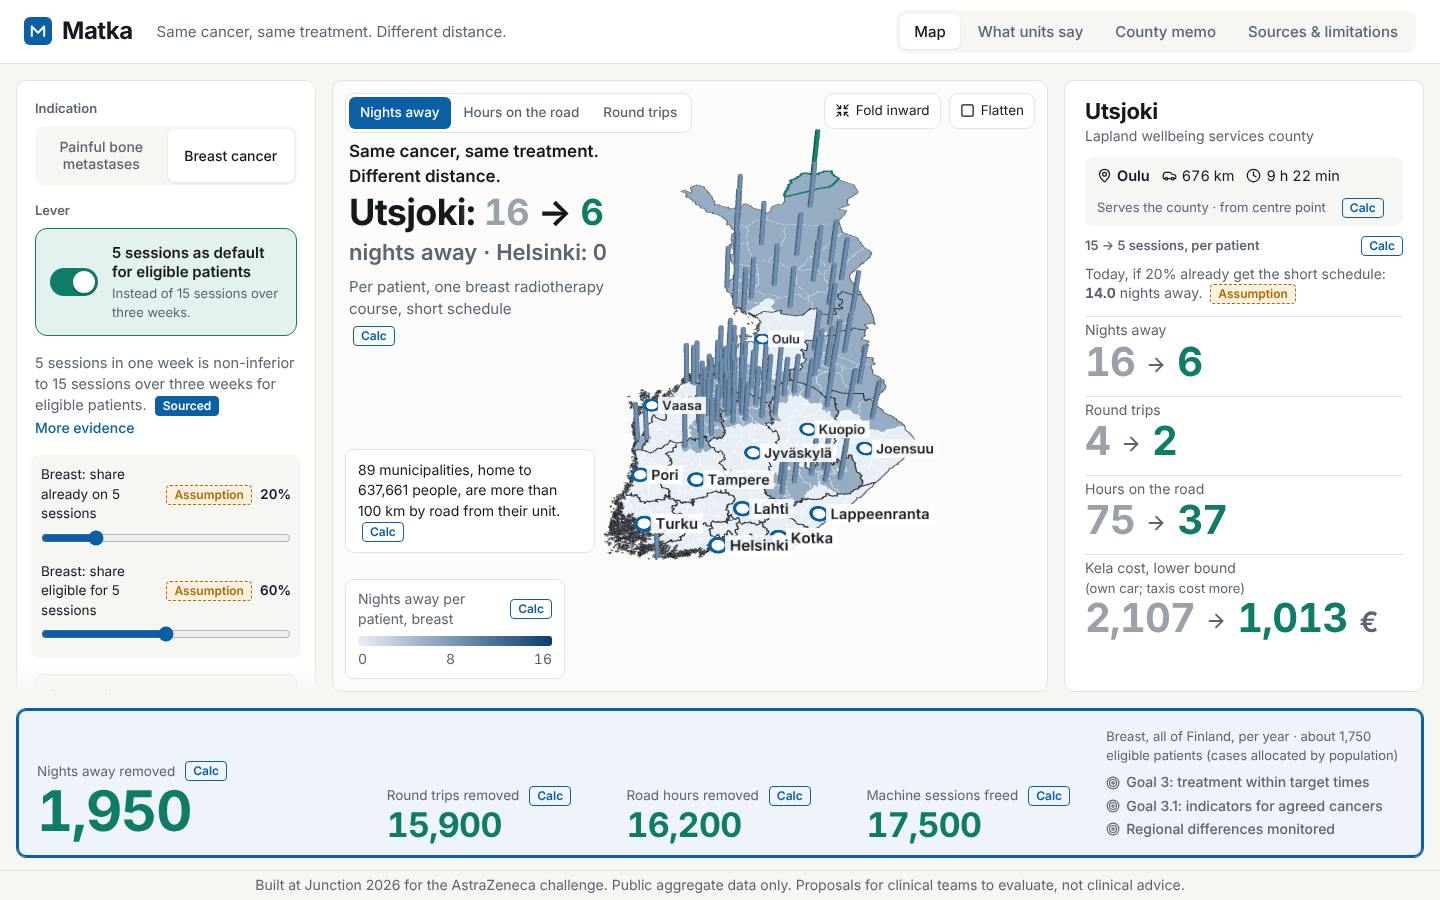 Matka
Same cancer, same treatment. Different distance.
Map
What units say
County memo
Sources & limitations
Indication
Painful bone
metastases
Breast cancer
Lever
5 sessions as default
for eligible patients
Instead of 15 sessions over
three weeks.
5 sessions in one week is non-inferior
to 15 sessions over three weeks for
eligible patients. Sourced
More evidence
Breast: share
already on 5
sessions
Assumption 20%
Breast: share
eligible for 5
sessions
Assumption 60%
Nights away
Hours on the road
Round trips
Fold inward
Flatten
Same cancer, same treatment.
Different distance.
Utsjoki: 16 → 6
nights away · Helsinki: 0
Per patient, one breast radiotherapy
course, short schedule
Calc
Oulu
Vaasa
Kuopio
Joensuu
Jyväskylä
Pori
Tampere
Lahti
Lappeenranta
Turku
Kotka
Helsinki
89 municipalities, home to
637,661 people, are more than
100 km by road from their unit.
Calc
Nights away per
patient, breast
Calc
0 8 16
Utsjoki
Lapland wellbeing services county
Oulu 676 km 9 h 22 min
Serves the county · from centre point Calc
15 → 5 sessions, per patient Calc
Today, if 20% already get the short schedule:
14.0 nights away. Assumption
Nights away
16 → 6
Round trips
4 → 2
Hours on the road
75 → 37
Kela cost, lower bound
(own car; taxis cost more)
2,107 → 1,013 €
Nights away removed Calc
1,950
Round trips removed Calc
15,900
Road hours removed Calc
16,200
Machine sessions freed Calc
17,500
Breast, all of Finland, per year · about 1,750
eligible patients (cases allocated by population)
Goal 3: treatment within target times
Goal 3.1: indicators for agreed cancers
Regional differences monitored
Built at Junction 2026 for the AstraZeneca challenge. Public aggregate data only. Proposals for clinical teams to evaluate, not clinical advice.